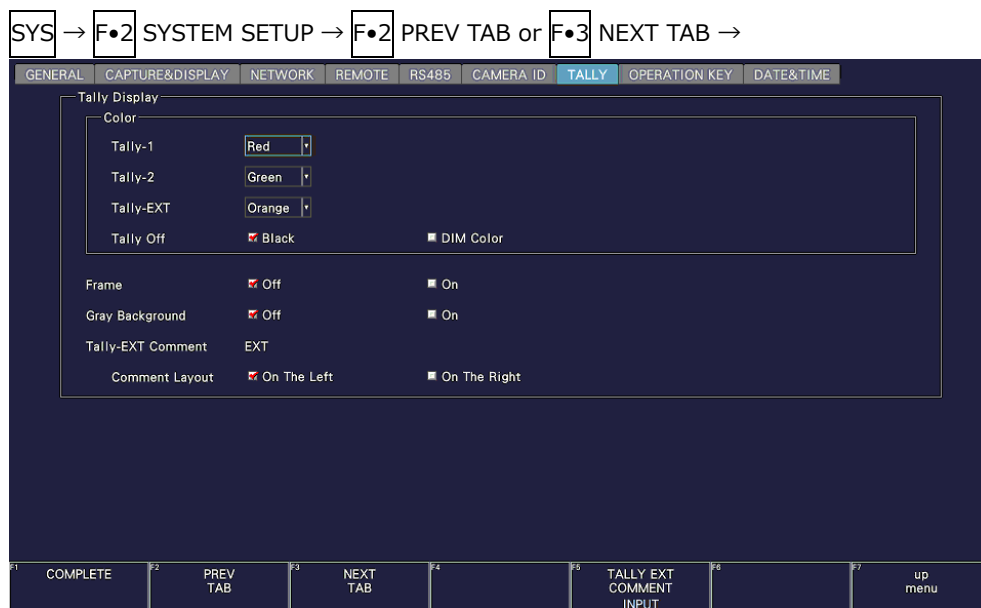 SYS → F•2 SYSTEM SETUP → F•2 PREV TAB or F•3 NEXT TAB →
GENERAL CAPTURE&DISPLAY NETWORK REMOTE RS485 CAMERA ID TALLY OPERATION KEY DATE&TIME
Tally Display
Color
Tally-1 Red
Tally-2 Green
Tally-EXT Orange
Tally Off Black DIM Color
Frame Off On
Gray Background Off On
Tally-EXT Comment EXT
Comment Layout On The Left On The Right
F1 COMPLETE F2 PREV TAB F3 NEXT TAB F4 F5 TALLY EXT COMMENT INPUT F6 F7 up menu